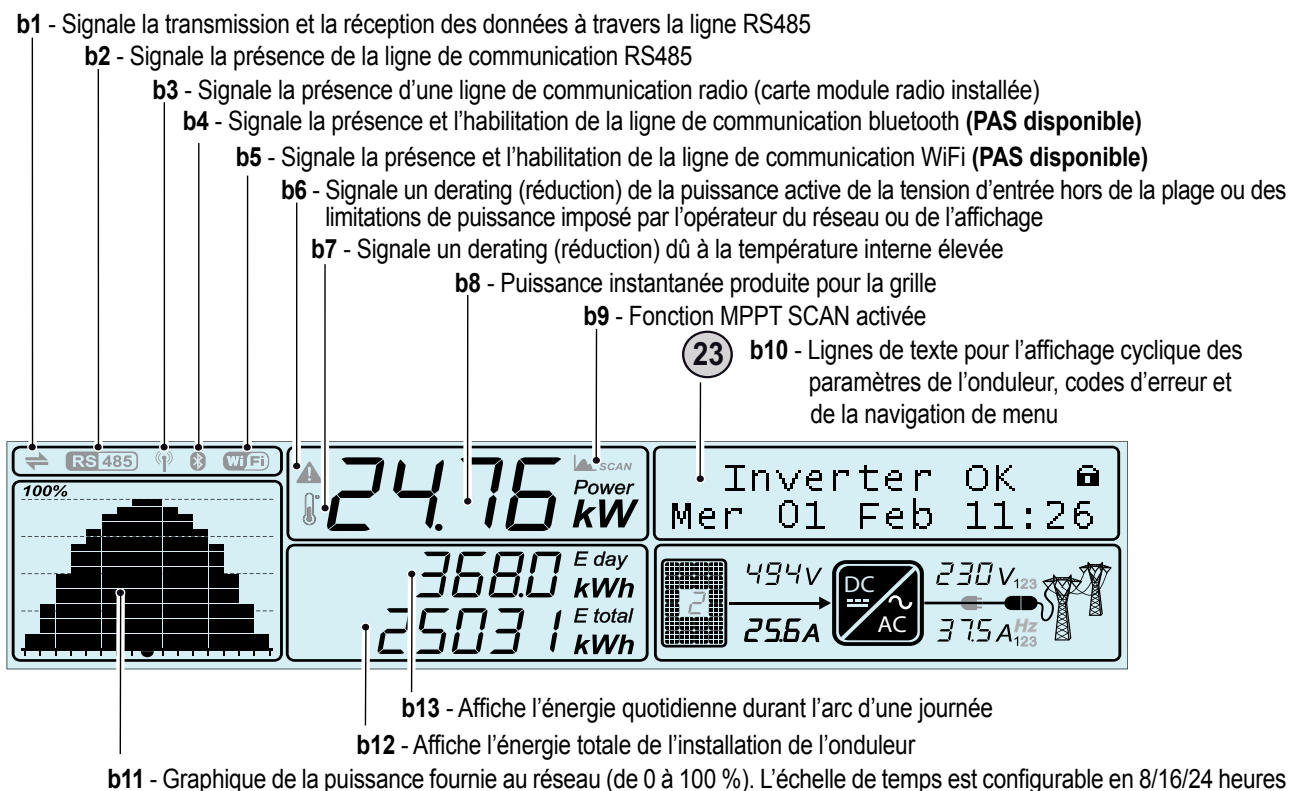 b1 - Signale la transmission et la réception des données à travers la ligne RS485
b2 - Signale la présence de la ligne de communication RS485
b3 - Signale la présence d'une ligne de communication radio (carte module radio installée)
b4 - Signale la présence et l'habilitation de la ligne de communication bluetooth (PAS disponible)
b5 - Signale la présence et l'habilitation de la ligne de communication WiFi (PAS disponible)
b6 - Signale un derating (réduction) de la puissance active de la tension d'entrée hors de la plage ou des
limitations de puissance imposé par l'opérateur du réseau ou de l'affichage
b7 - Signale un derating (réduction) dû à la température interne élevée
b8 - Puissance instantanée produite pour la grille
b9 - Fonction MPPT SCAN activée
23
b10 - Lignes de texte pour l'affichage cyclique des
paramètres de l'onduleur, codes d'erreur et
de la navigation de menu
RS 485
WiFi
100%
24.76
SCAN
Power
kW
Inverter OK
Mer 01 Feb 11:26
368.0
E day
kWh
25031
E total
kWh
2
494V
25.6A
DC
AC
230V123
37.5A Hz
123
b13 - Affiche l'énergie quotidienne durant l'arc d'une journée
b12 - Affiche l'énergie totale de l'installation de l'onduleur
b11 - Graphique de la puissance fournie au réseau (de 0 à 100 %). L'échelle de temps est configurable en 8/16/24 heures